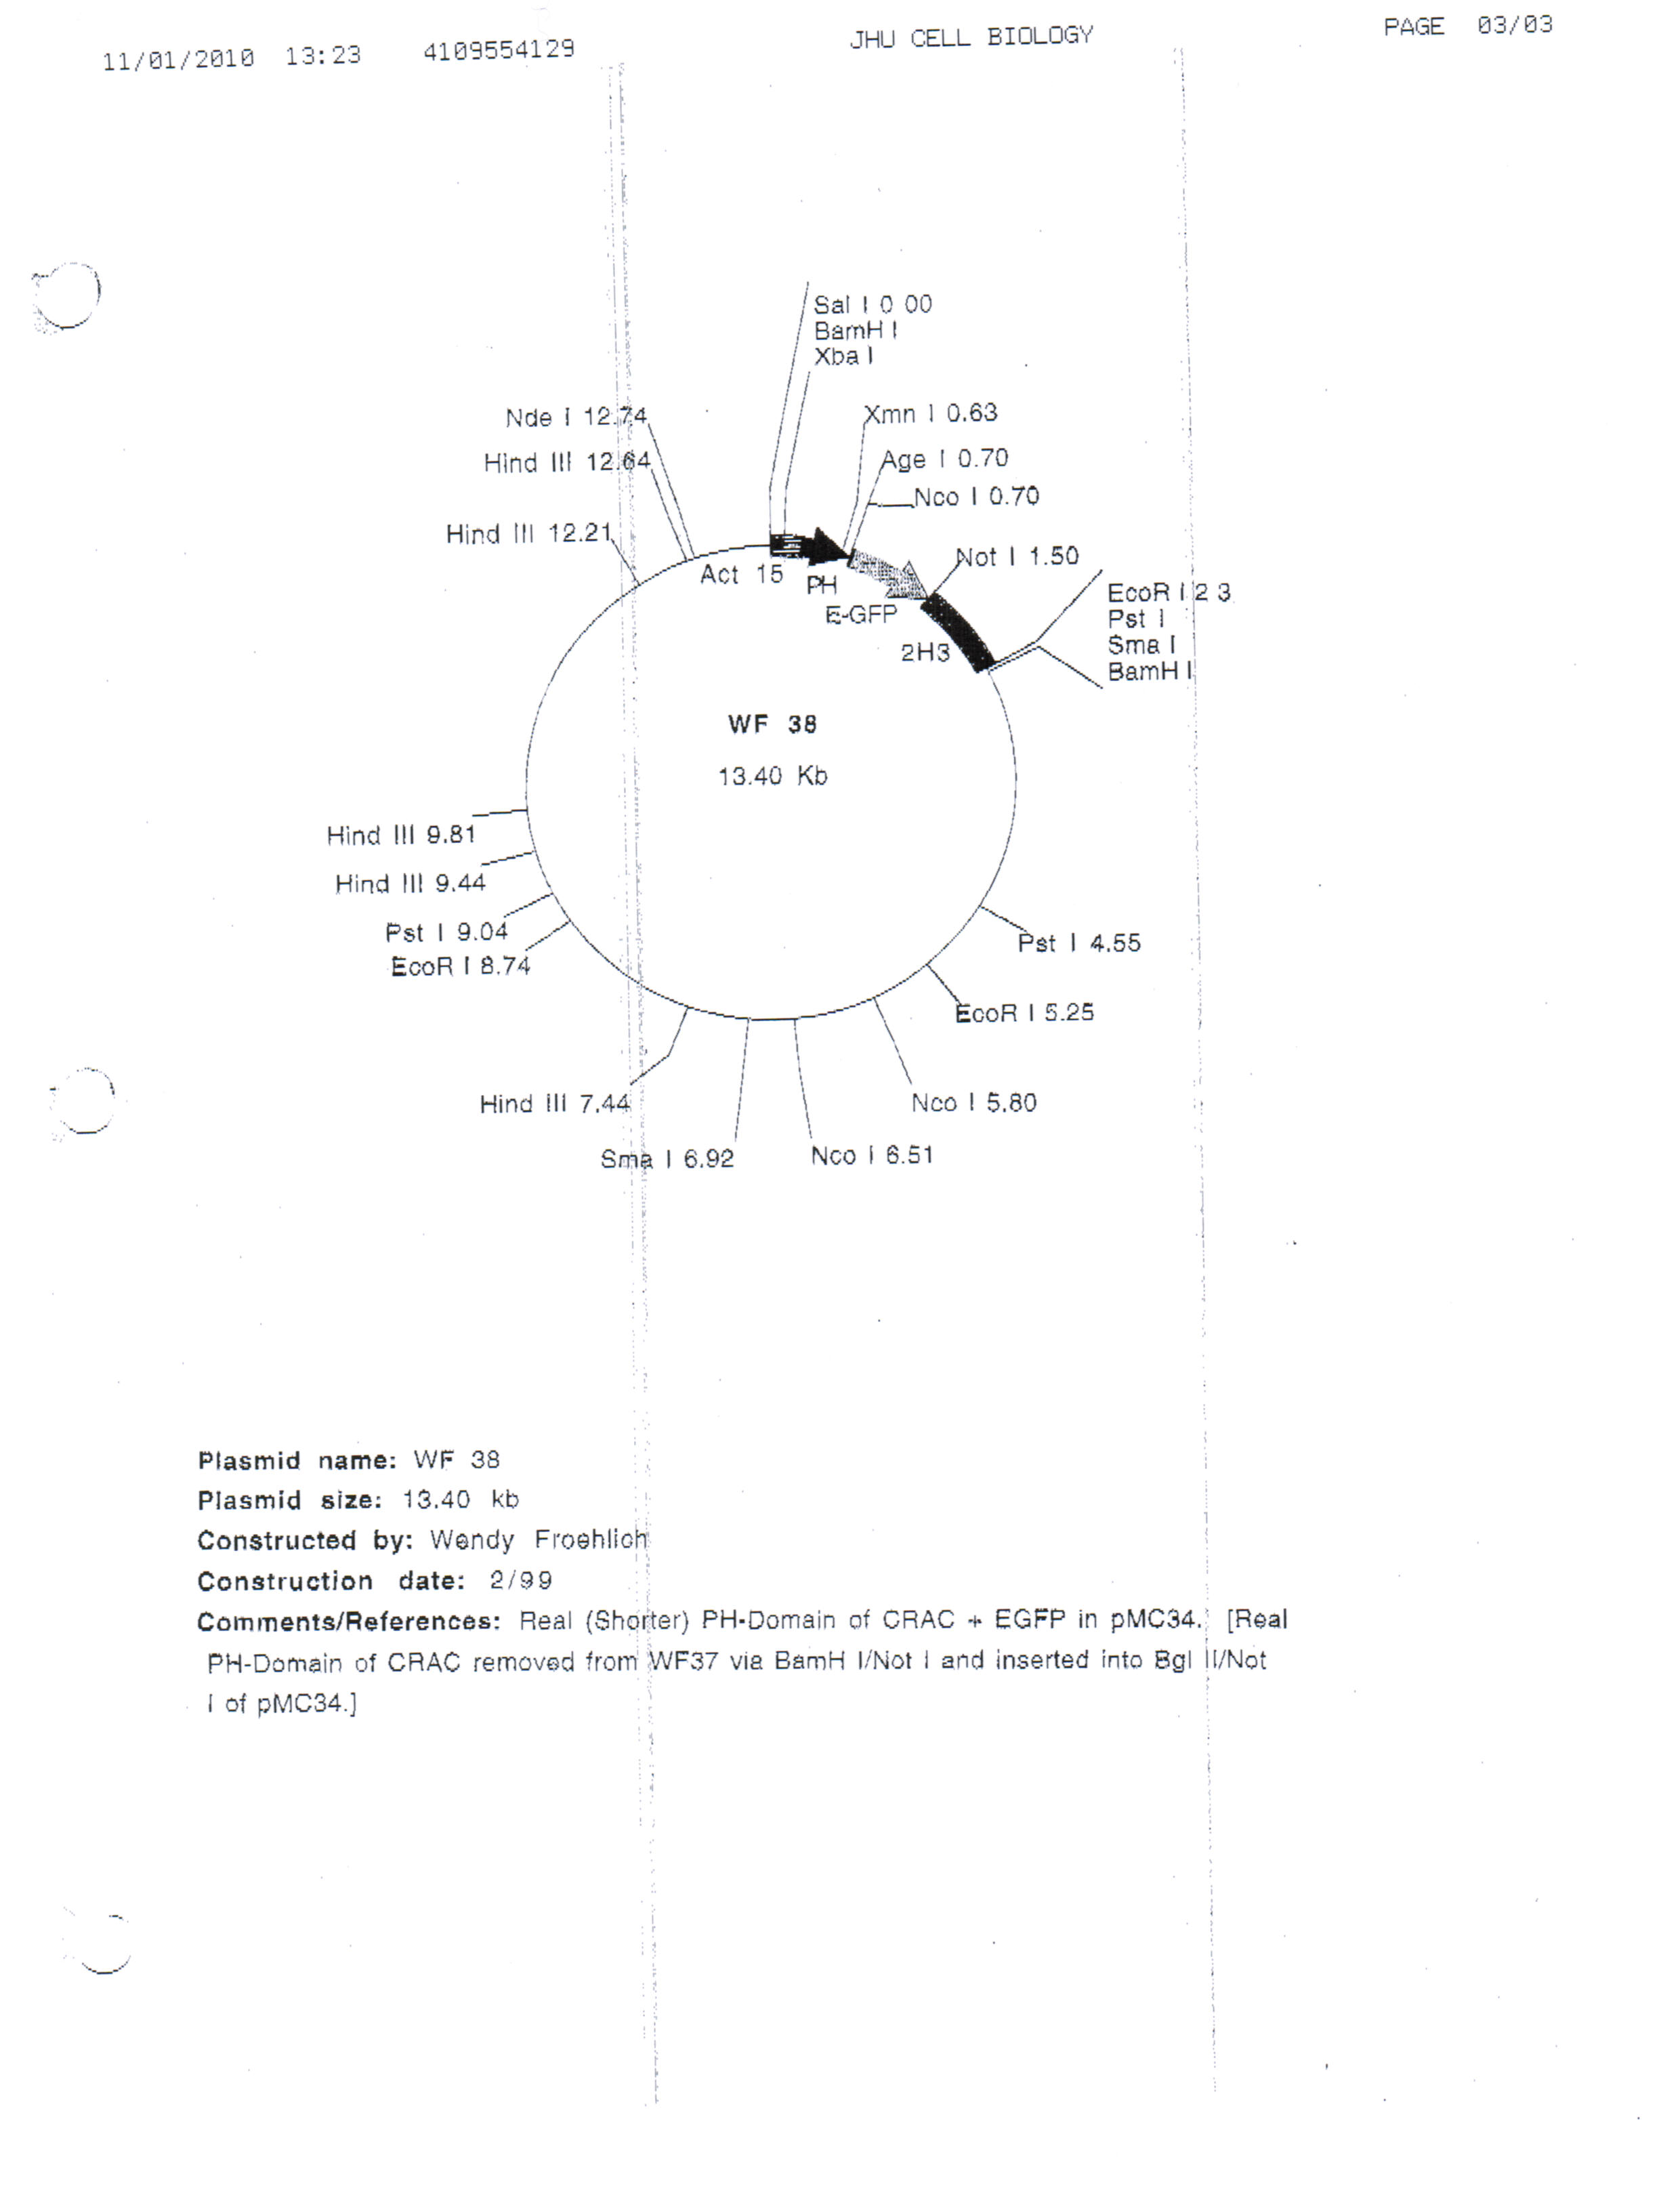 11/01/2010 13:23 4109554129 JHU CELL BIOLOGY PAGE 03/03
Sal I 0 00
BamH I
Xba I
Nde I 12.74
Xmn I 0.63
Hind III 12.64
Age I 0.70
Nco I 0.70
Hind III 12.21
Not I 1.50
Act 15
PH
E-GFP
EcoR I 2 3
Pst I
Sma I
BamH I
2H3
WF 38
13.40 Kb
Hind III 9.81
Hind III 9.44
Pst I 9.04
EcoR I 8.74
Pst I 4.55
EcoR I 5.25
Hind III 7.44
Nco I 5.80
Sma I 6.92
Nco I 6.51
Plasmid name: WF 38
Plasmid size: 13.40 kb
Constructed by: Wendy Froehlich
Construction date: 2/99
Comments/References: Real (Shorter) PH-Domain of CRAC + EGFP in pMC34. [Real
PH-Domain of CRAC removed from WF37 via BamH I/Not I and inserted into Bgl II/Not
I of pMC34.]